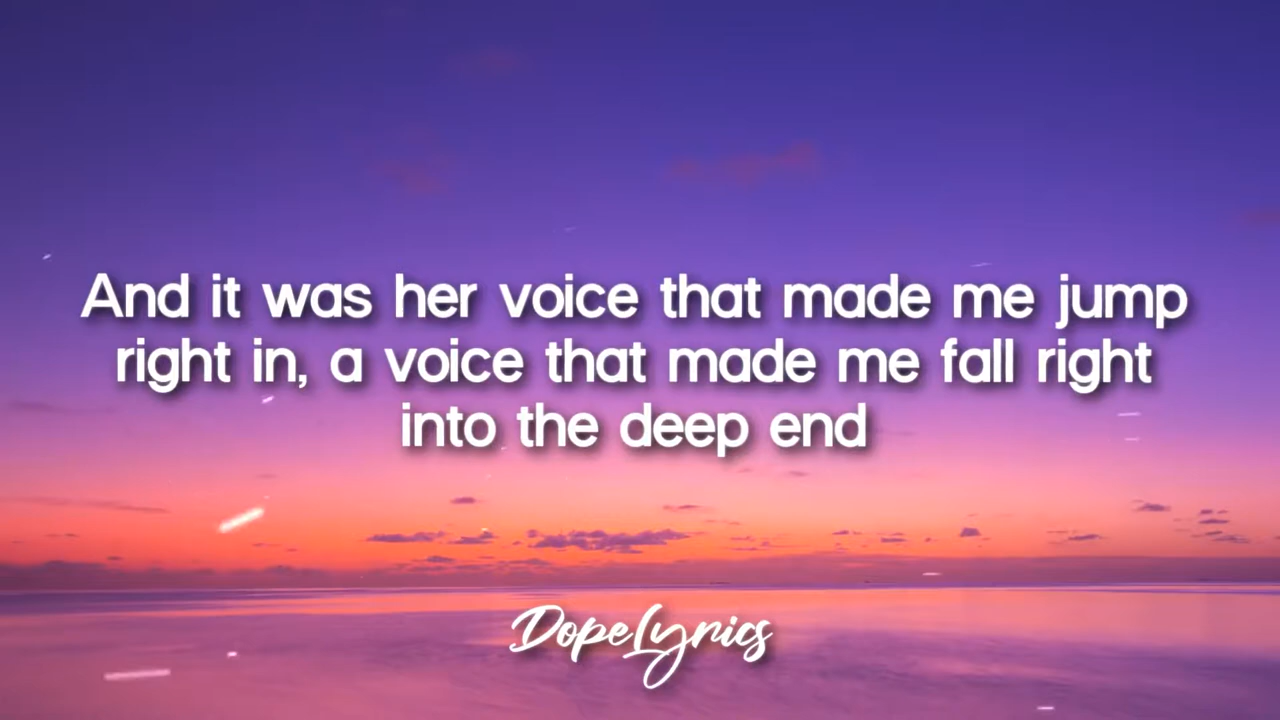 And it was her voice that made me jump
right in, a voice that made me fall right
into the deep end
DopeLyrics